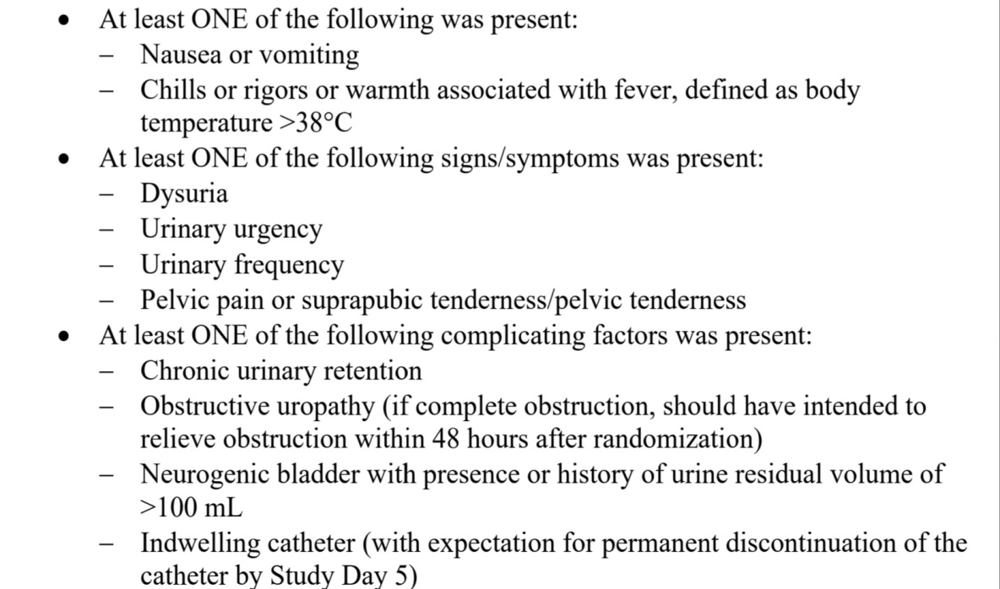 • At least ONE of the following was present:
– Nausea or vomiting
– Chills or rigors or warmth associated with fever, defined as body
temperature >38°C
• At least ONE of the following signs/symptoms was present:
– Dysuria
– Urinary urgency
– Urinary frequency
– Pelvic pain or suprapubic tenderness/pelvic tenderness
• At least ONE of the following complicating factors was present:
– Chronic urinary retention
– Obstructive uropathy (if complete obstruction, should have intended to
relieve obstruction within 48 hours after randomization)
– Neurogenic bladder with presence or history of urine residual volume of
>100 mL
– Indwelling catheter (with expectation for permanent discontinuation of the
catheter by Study Day 5)